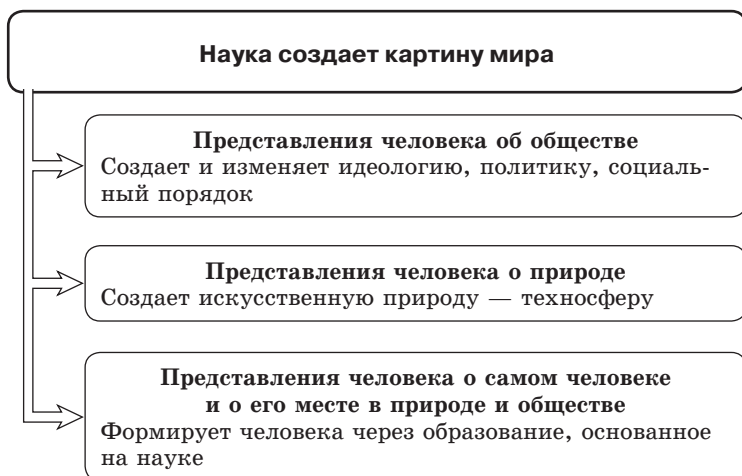 Наука создает картину мира
Представления человека об обществе
Создает и изменяет идеологию, политику, социаль-
ный порядок
Представления человека о природе
Создает искусственную природу — техносферу
Представления человека о самом человеке
и о его месте в природе и обществе
Формирует человека через образование, основанное
на науке